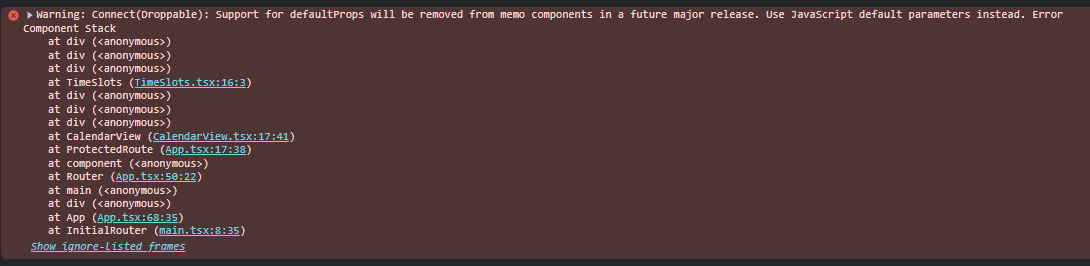 Warning: Connect(Droppable): Support for defaultProps will be removed from memo components in a future major release. Use JavaScript default parameters instead. Error
Component Stack
at div (<anonymous>)
at div (<anonymous>)
at div (<anonymous>)
at TimeSlots (TimeSlots.tsx:16:3)
at div (<anonymous>)
at div (<anonymous>)
at div (<anonymous>)
at CalendarView (CalendarView.tsx:17:41)
at ProtectedRoute (App.tsx:17:38)
at component (<anonymous>)
at Router (App.tsx:50:22)
at main (<anonymous>)
at div (<anonymous>)
at App (App.tsx:68:35)
at InitialRouter (main.tsx:8:35)
Show ignore-listed frames